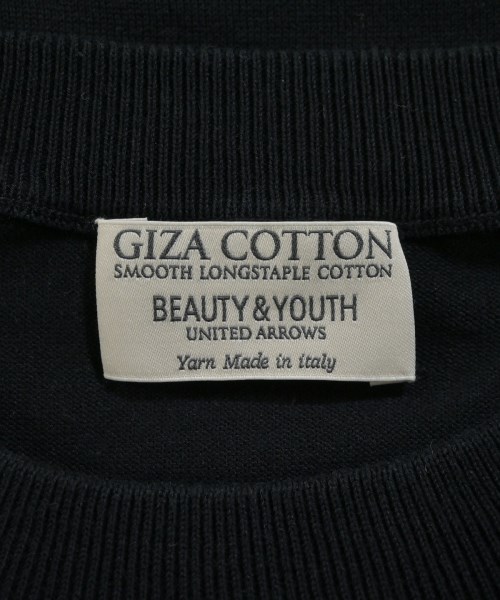 GIZA COTTON
SMOOTH LONGSTAPLE COTTON
BEAUTY&YOUTH
UNITED ARROWS
Yarn Made in italy